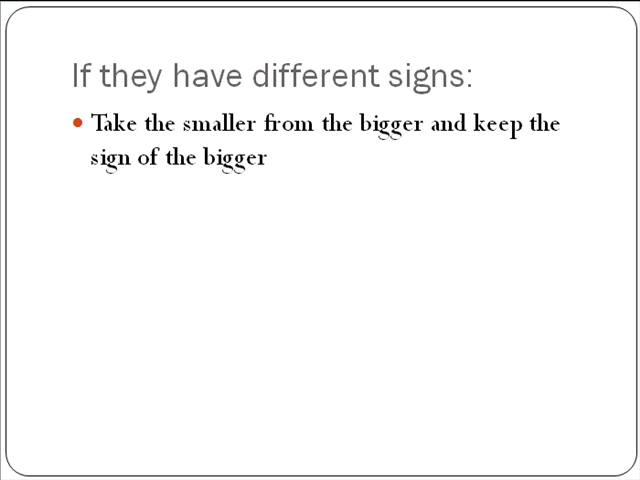 If they have different signs:
Take the smaller from the bigger and keep the
sign of the bigger